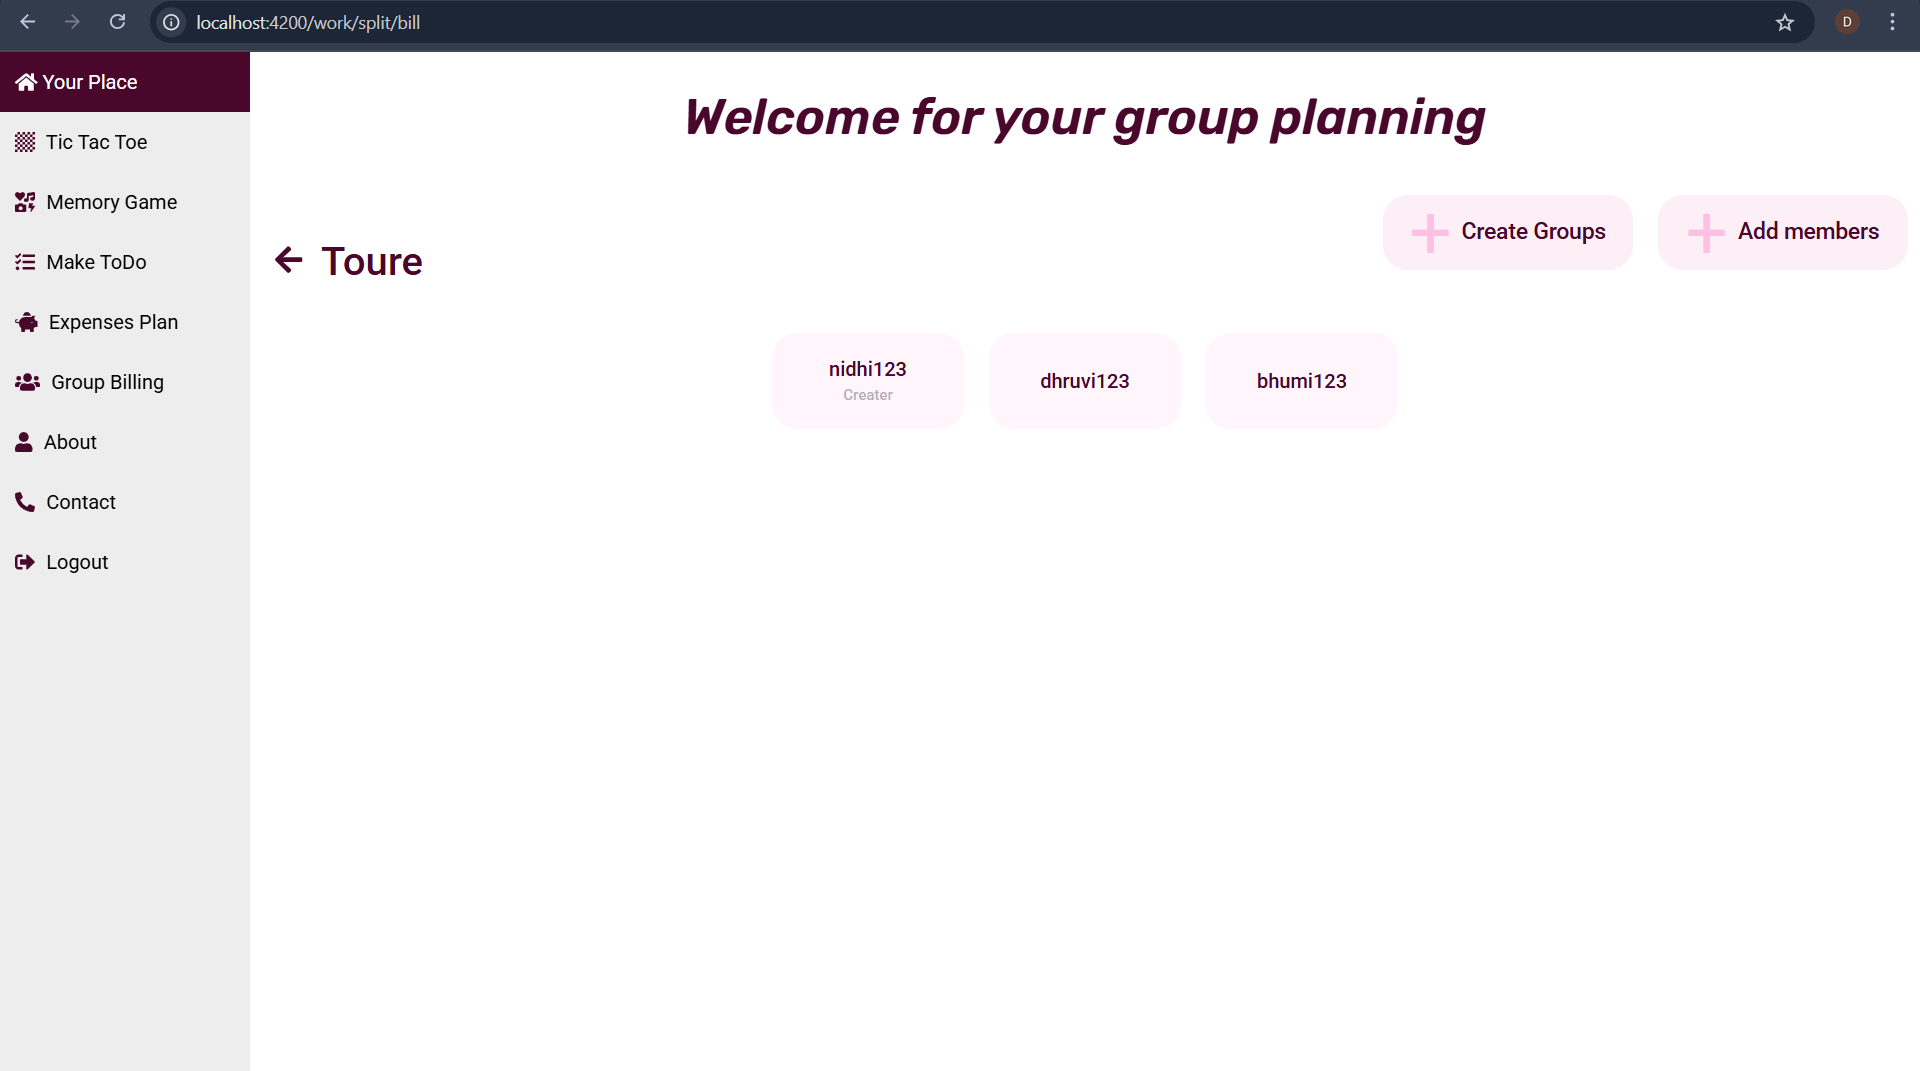 localhost:4200/work/split/bill
D
Your Place
Tic Tac Toe
Memory Game
Make ToDo
Expenses Plan
Group Billing
About
Contact
Logout
Welcome for your group planning
Create Groups
Add members
Toure
nidhi123
Creater
dhruvi123
bhumi123